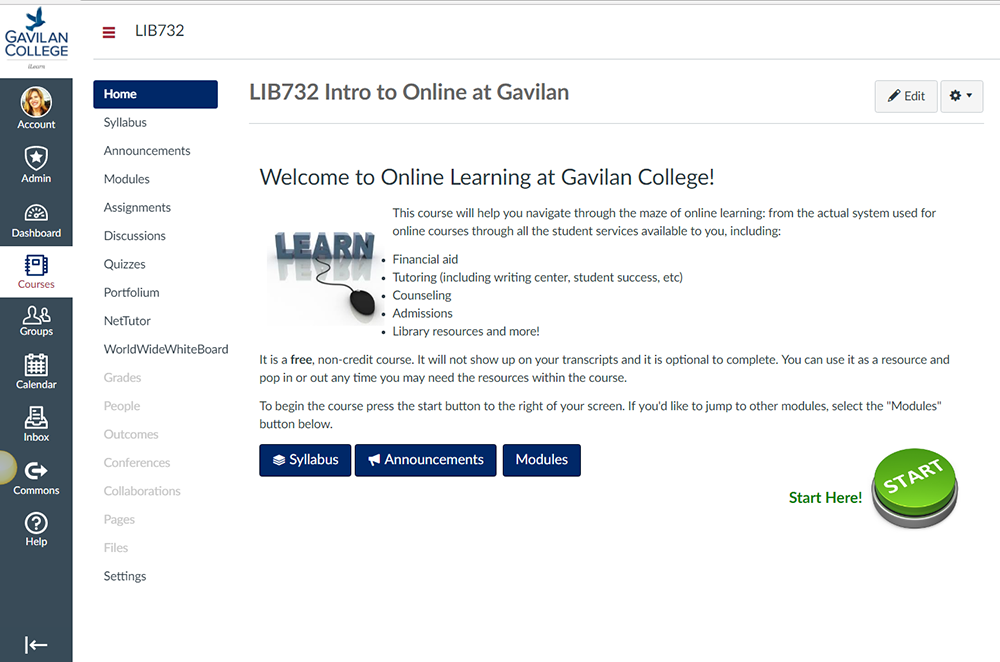 GAVILAN
COLLEGE
iLearn
LIB732
Account
Admin
Dashboard
Courses
Groups
Calendar
Inbox
Commons
Help
Home
Syllabus
Announcements
Modules
Assignments
Discussions
Quizzes
Portfolium
NetTutor
WorldWideWhiteBoard
Grades
People
Outcomes
Conferences
Collaborations
Pages
Files
Settings
LIB732 Intro to Online at Gavilan
Edit
Welcome to Online Learning at Gavilan College!
LEARN
This course will help you navigate through the maze of online learning: from the actual system used for
online courses through all the student services available to you, including:
• Financial aid
• Tutoring (including writing center, student success, etc)
• Counseling
• Admissions
• Library resources and more!
It is a free, non-credit course. It will not show up on your transcripts and it is optional to complete. You can use it as a resource and
pop in or out any time you may need the resources within the course.
To begin the course press the start button to the right of your screen. If you'd like to jump to other modules, select the "Modules"
button below.
Syllabus
Announcements
Modules
Start Here!
START